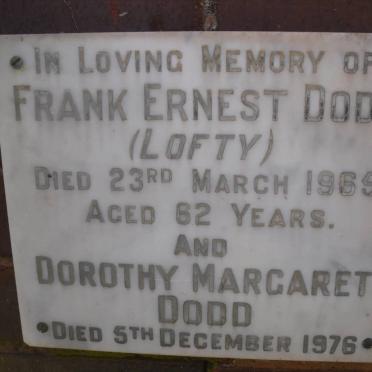 IN LOVING MEMORY OF
FRANK ERNEST DODD
(LOFTY)
DIED 23RD MARCH 1969
AGED 62 YEARS.
AND
DOROTHY MARGARET
DODD
DIED 5TH DECEMBER 1976